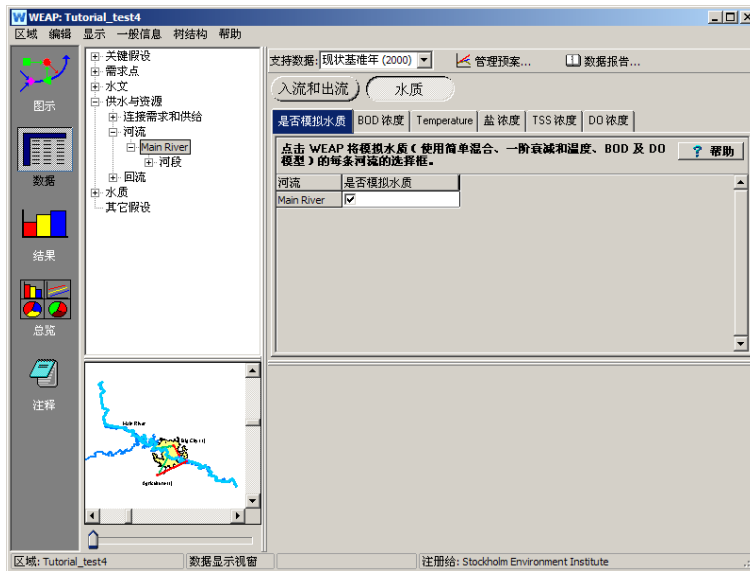 WEAP: Tutorial_test4
区域 编辑 显示 一般信息 树结构 帮助
图示
数据
结果
总览
注释
关键假设
需求点
水文
供水与资源
连接需求和供给
河流
Main River
河段
回流
水质
其它假设
支持数据: 现状基准年 (2000) 管理预案... 数据报告...
入流和出流 水质
是否模拟水质 BOD 浓度 Temperature 盐 浓度 TSS 浓度 DO 浓度
点击 WEAP 将模拟水质(使用简单混合、一阶衰减和温度、BOD 及 DO
模型)的每条河流的选择框。
? 帮助
河流 是否模拟水质
Main River
Main River
Big City (1)
Agriculture (1)
区域: Tutorial_test4 数据显示视窗 注册给: Stockholm Environment Institute